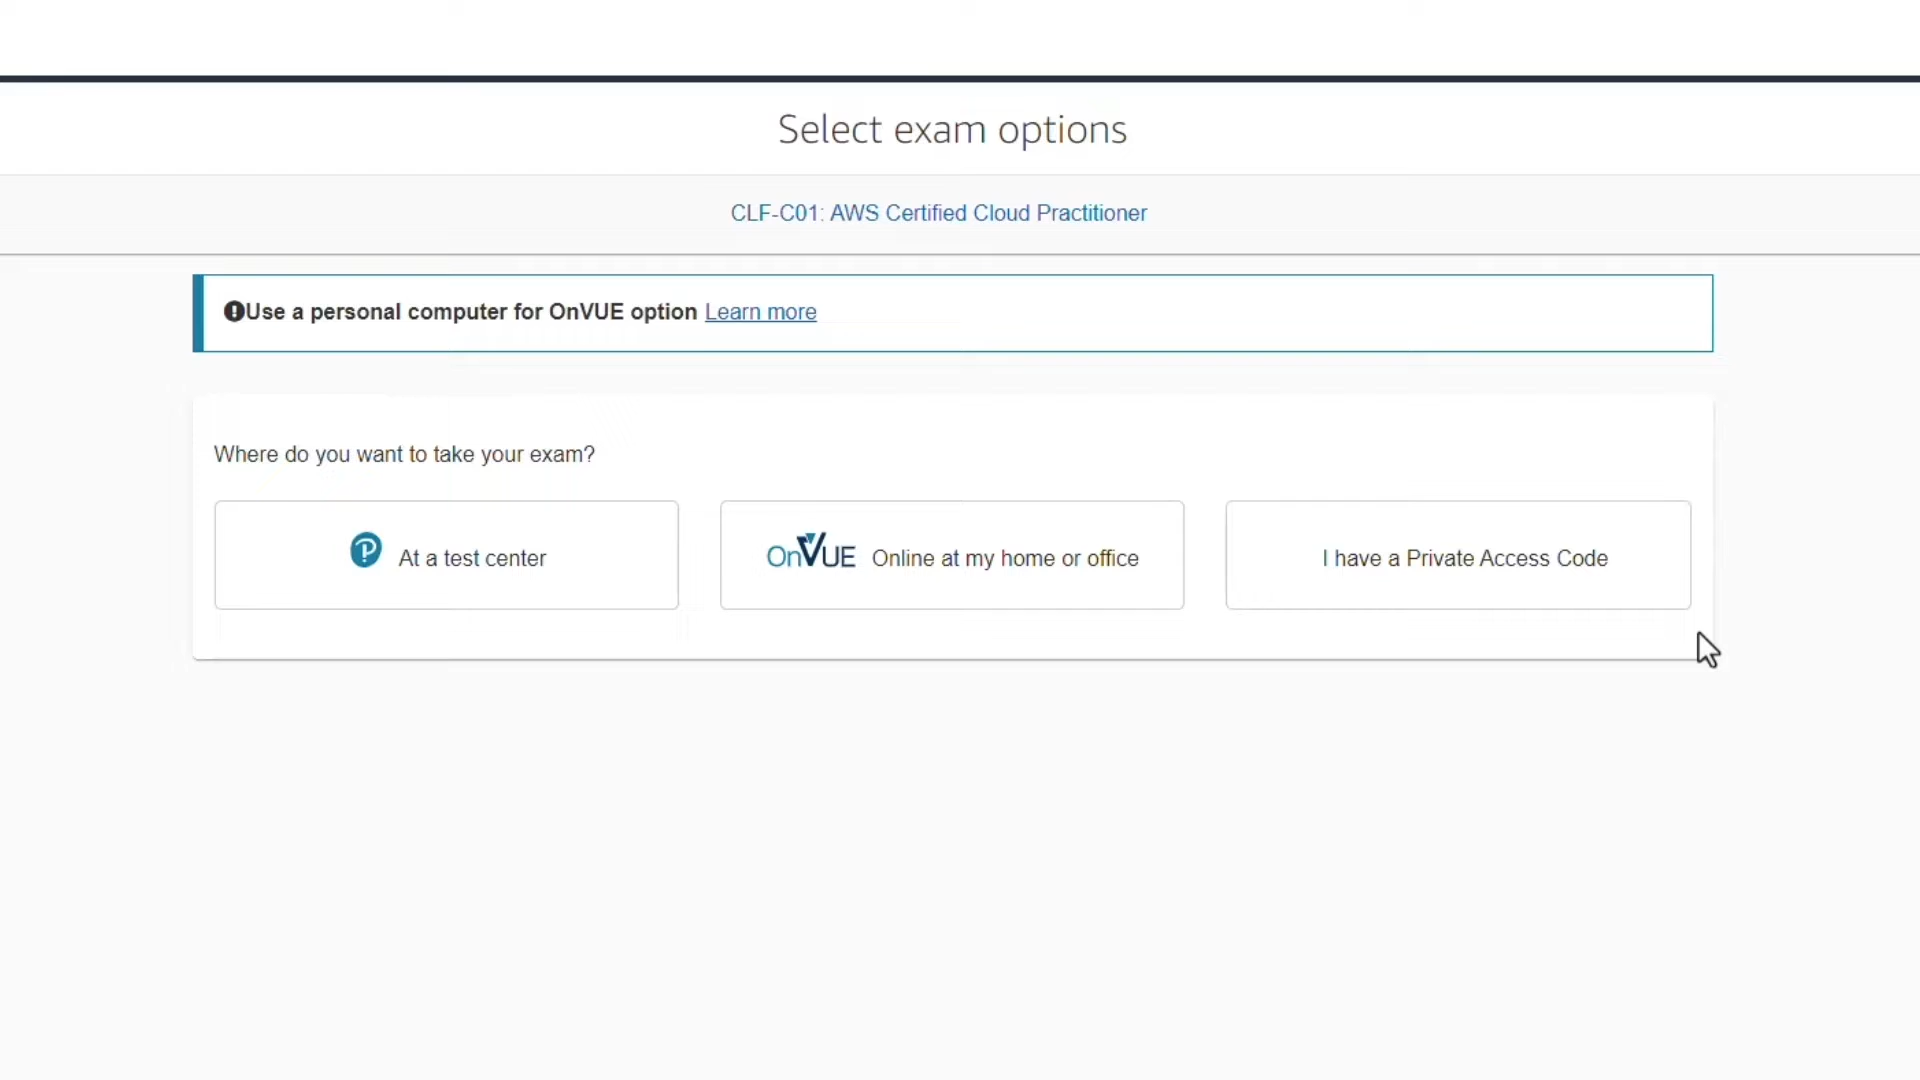 Select exam options
CLF-C01: AWS Certified Cloud Practitioner
Use a personal computer for OnVUE option Learn more
Where do you want to take your exam?
At a test center
OnVUE Online at my home or office
I have a Private Access Code